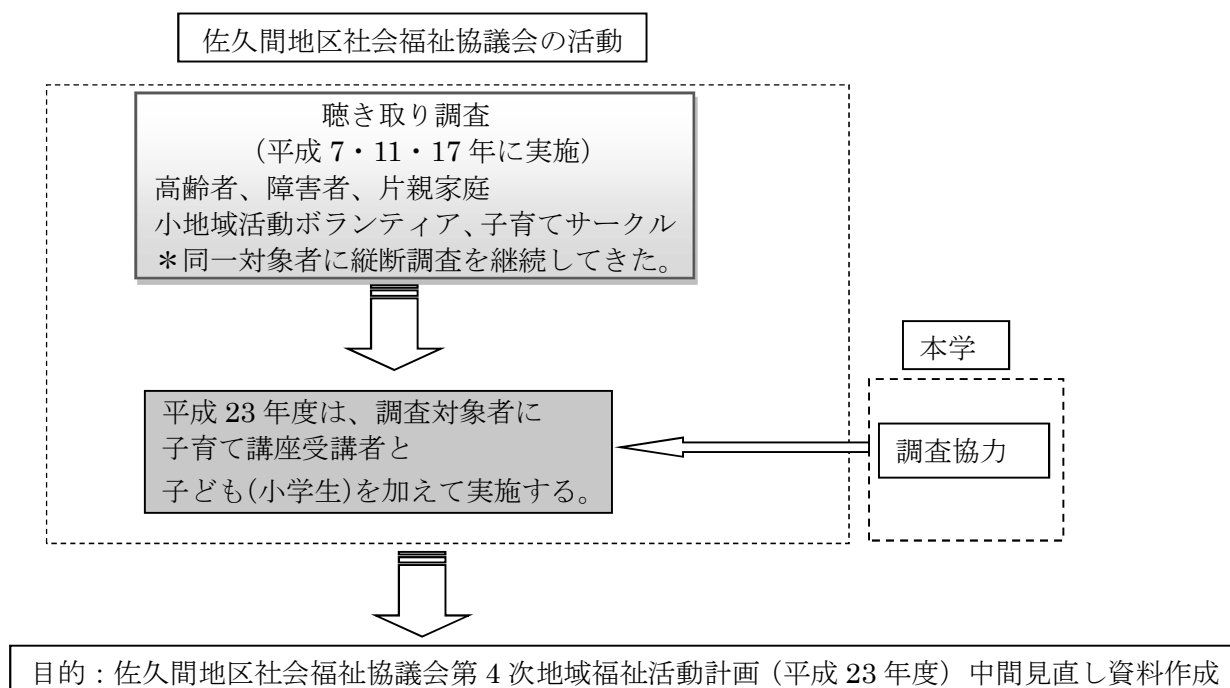 佐久間地区社会福祉協議会の活動
聴き取り調査
（平成 7・11・17 年に実施）
高齢者、障害者、片親家庭
小地域活動ボランティア、子育てサークル
＊同一対象者に縦断調査を継続してきた。
本学
平成 23 年度は、調査対象者に
子育て講座受講者と
子ども(小学生)を加えて実施する。
調査協力
目的：佐久間地区社会福祉協議会第 4 次地域福祉活動計画（平成 23 年度）中間見直し資料作成